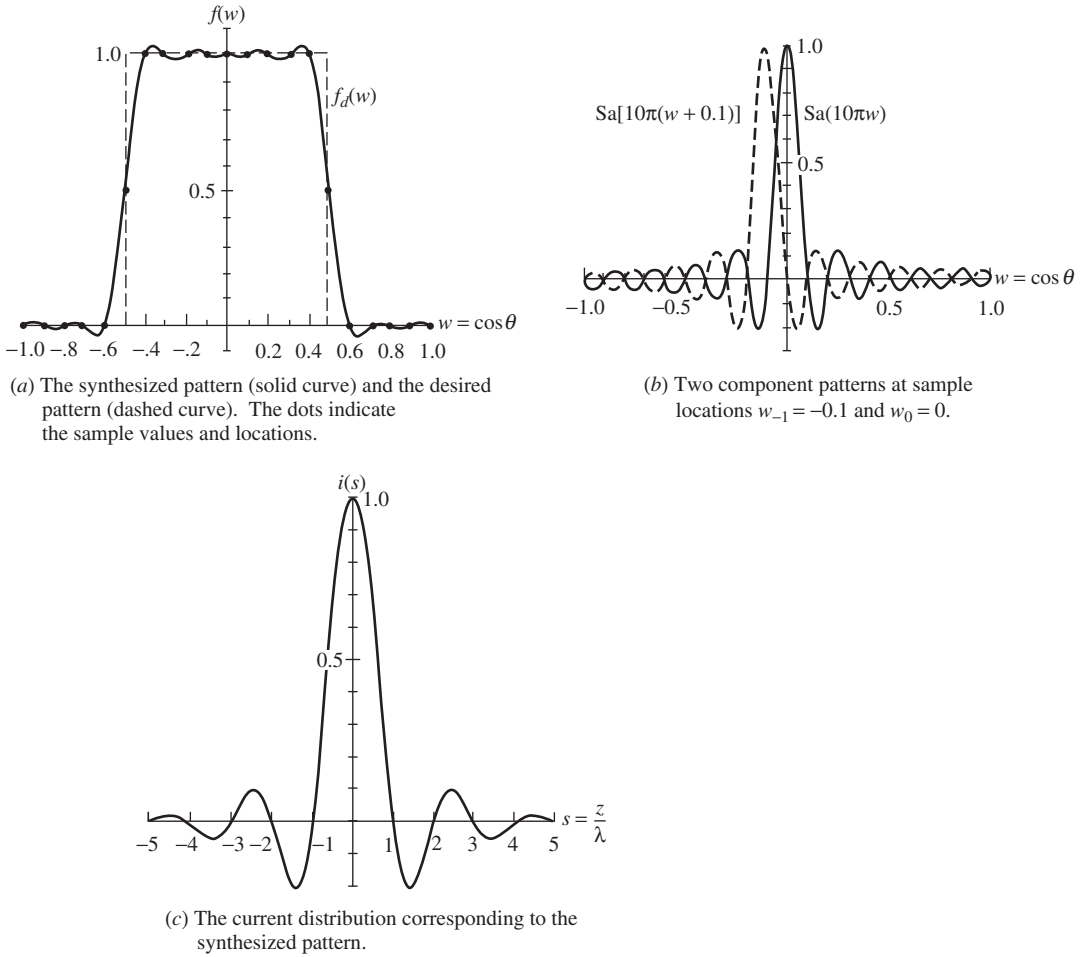 f(w)
1.0
f_d(w)
0.5
w = cos θ
−1.0 −.8 −.6 −.4 −.2 0.2 0.4 0.6 0.8 1.0
(a) The synthesized pattern (solid curve) and the desired
pattern (dashed curve). The dots indicate
the sample values and locations.
1.0
Sa[10π(w + 0.1)]
Sa(10πw)
0.5
w = cos θ
−1.0 −0.5 0.5 1.0
(b) Two component patterns at sample
locations w₋₁ = −0.1 and w₀ = 0.
i(s)
1.0
0.5
s = z/λ
−5 −4 −3 −2 −1 1 2 3 4 5
(c) The current distribution corresponding to the
synthesized pattern.